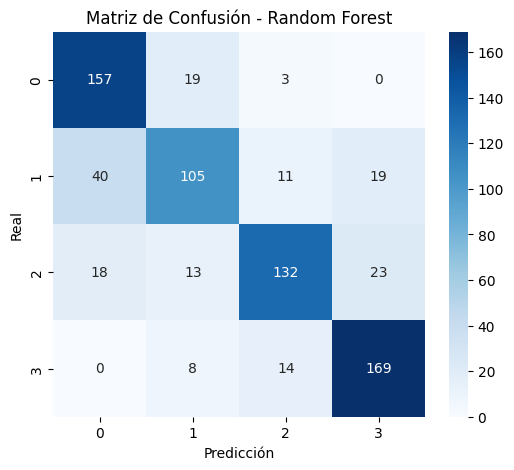 Matriz de Confusión - Random Forest
0 157 19 3 0
1 40 105 11 19
2 18 13 132 23
3 0 8 14 169
0 1 2 3
Real
Predicción
160
140
120
100
80
60
40
20
0